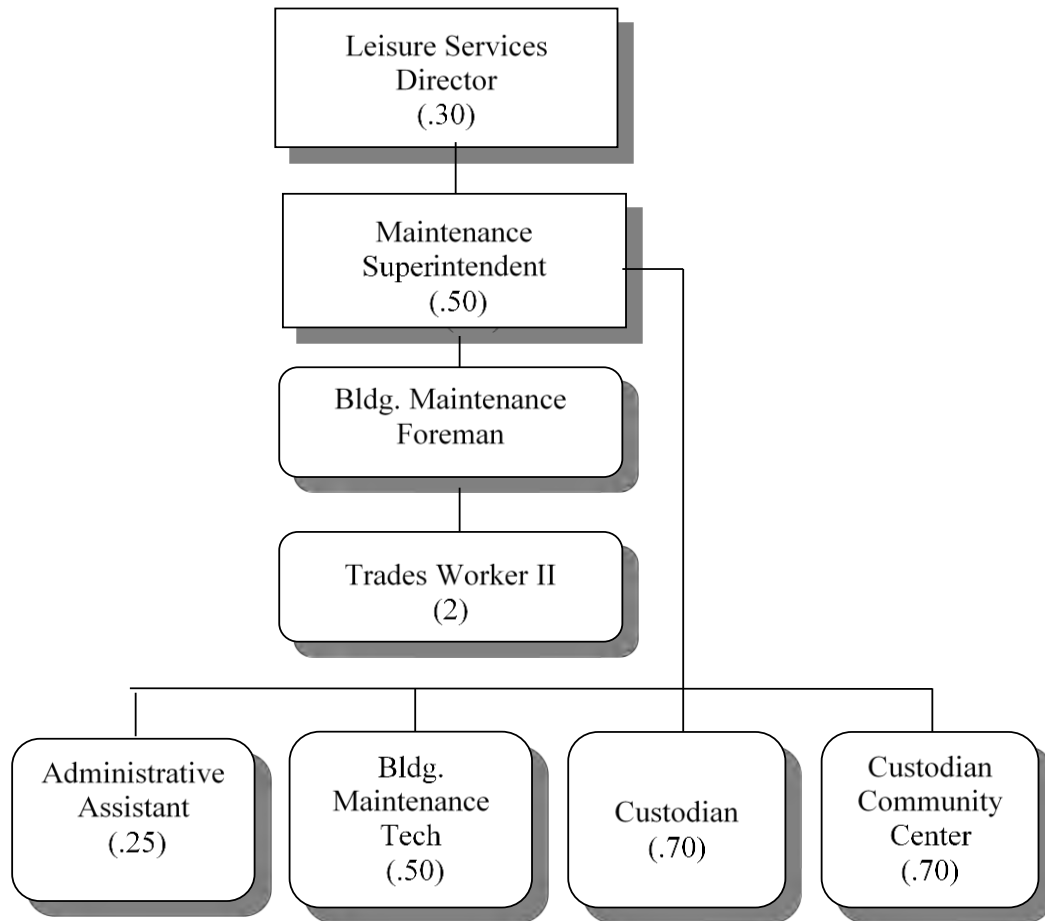 Leisure Services
Director
(.30)
Maintenance
Superintendent
(.50)
Bldg. Maintenance
Foreman
Trades Worker II
(2)
Administrative
Assistant
(.25)
Bldg.
Maintenance
Tech
(.50)
Custodian
(.70)
Custodian
Community
Center
(.70)